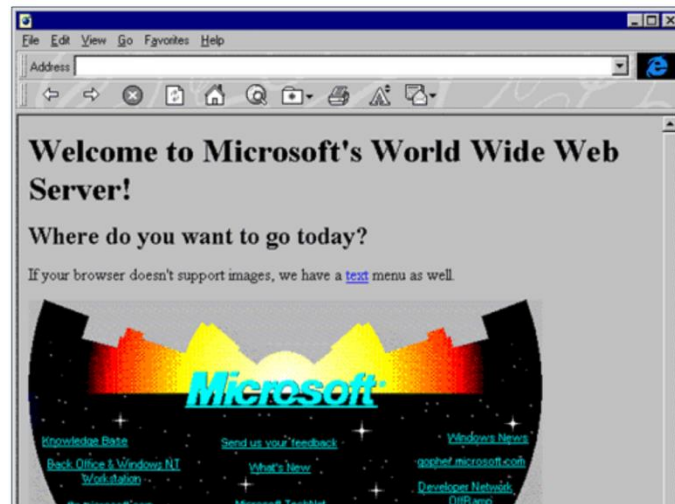 File Edit View Go Favorites Help
Address
Welcome to Microsoft's World Wide Web
Server!
Where do you want to go today?
If your browser doesn't support images, we have a text menu as well.
Microsoft
Knowledge Base
Send us your feedback
Windows News
Back Office & Windows NT
Workstation
What's New
gopher.microsoft.com
Developer Network
OffRamp
Microsoft TechNet